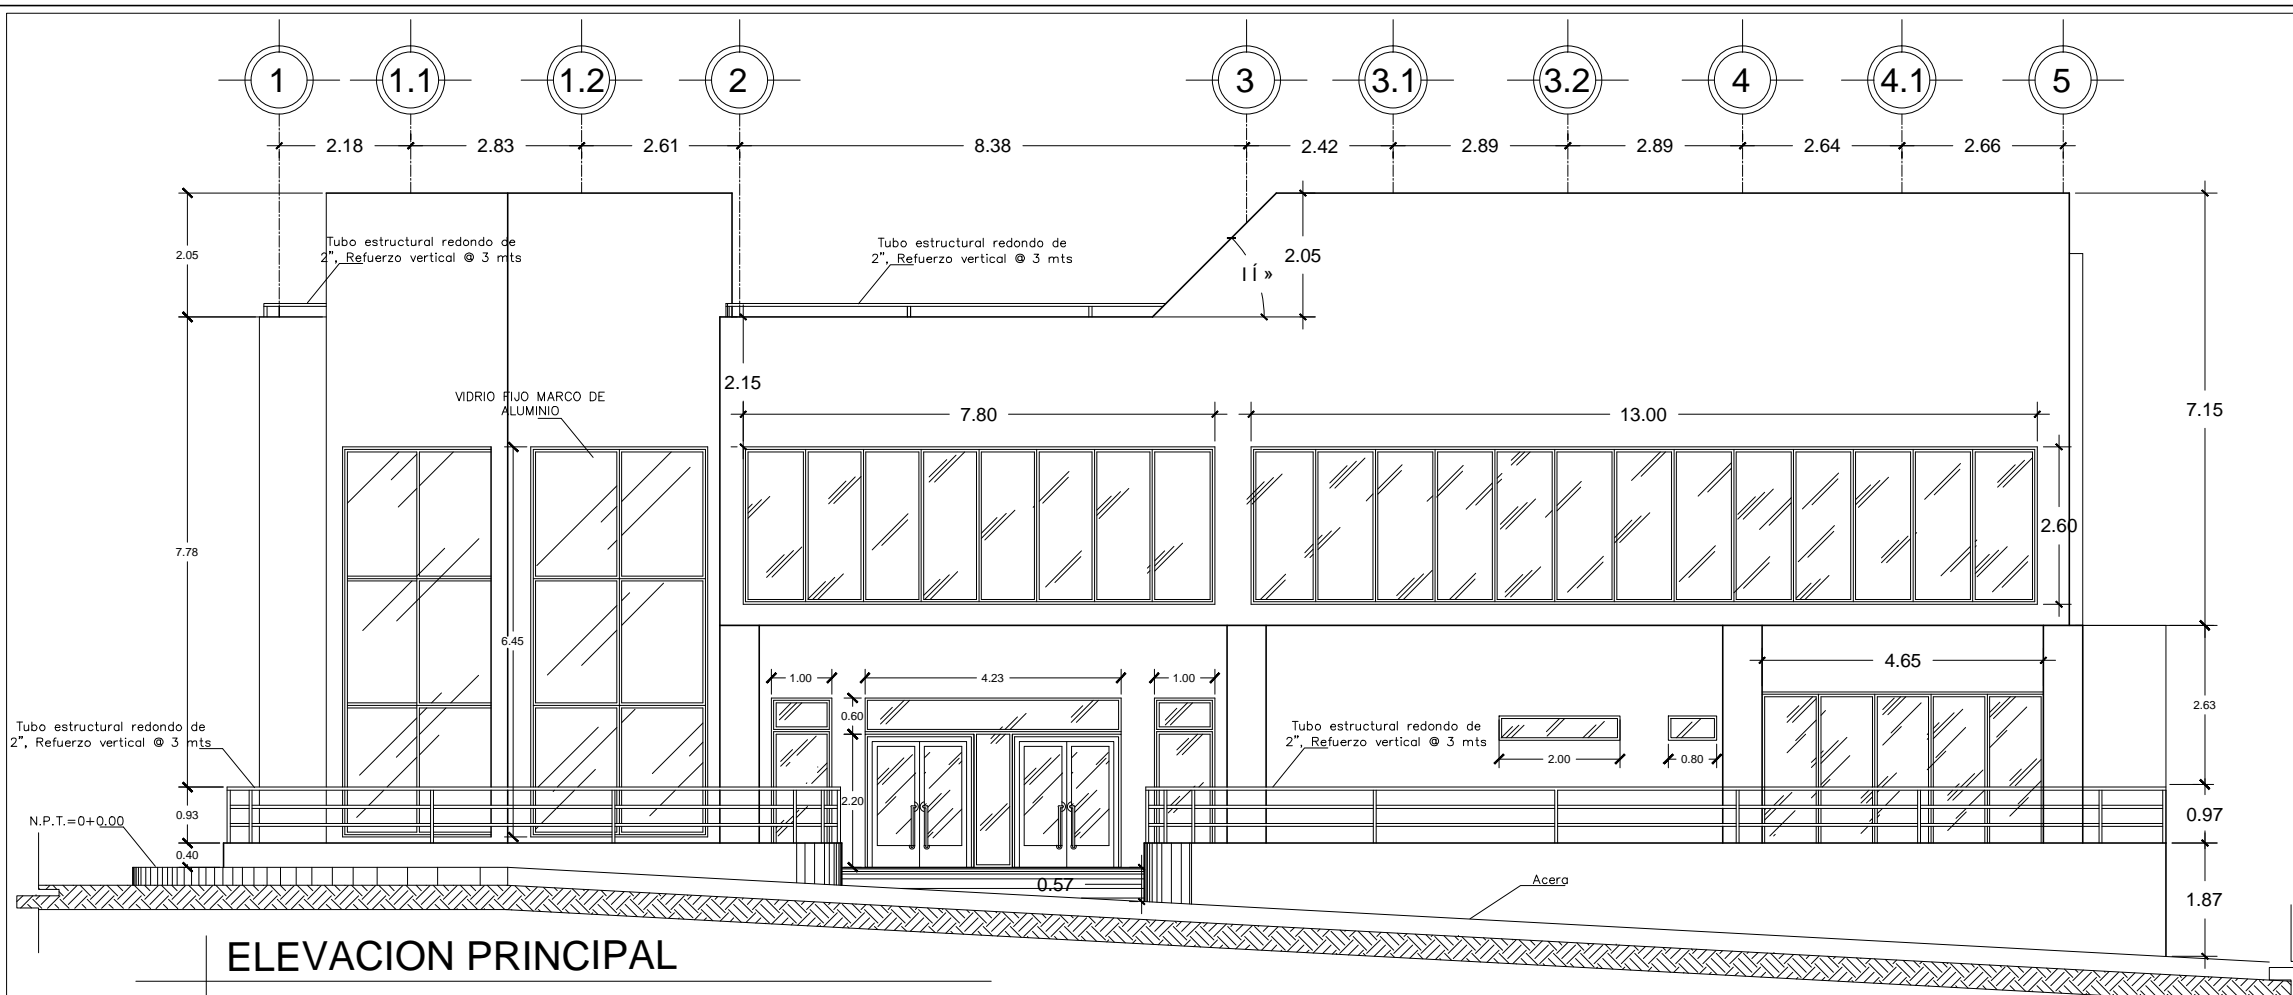 1 1.1 1.2 2 3 3.1 3.2 4 4.1 5
2.18 2.83 2.61 8.38 2.42 2.89 2.89 2.64 2.66
Tubo estructural redondo de
2", Refuerzo vertical @ 3 mts
Tubo estructural redondo de
2", Refuerzo vertical @ 3 mts
2.05
2.05
IÍ»
2.15
VIDRIO FIJO MARCO DE
ALUMINIO
7.80
13.00
7.15
2.60
7.78
6.45
1.00
4.23
1.00
4.65
0.60
2.63
Tubo estructural redondo de
2", Refuerzo vertical @ 3 mts
Tubo estructural redondo de
2", Refuerzo vertical @ 3 mts
2.00
0.80
2.20
0.93
0.97
N.P.T.=0+0.00
0.40
0.57
Acera
1.87
ELEVACION PRINCIPAL